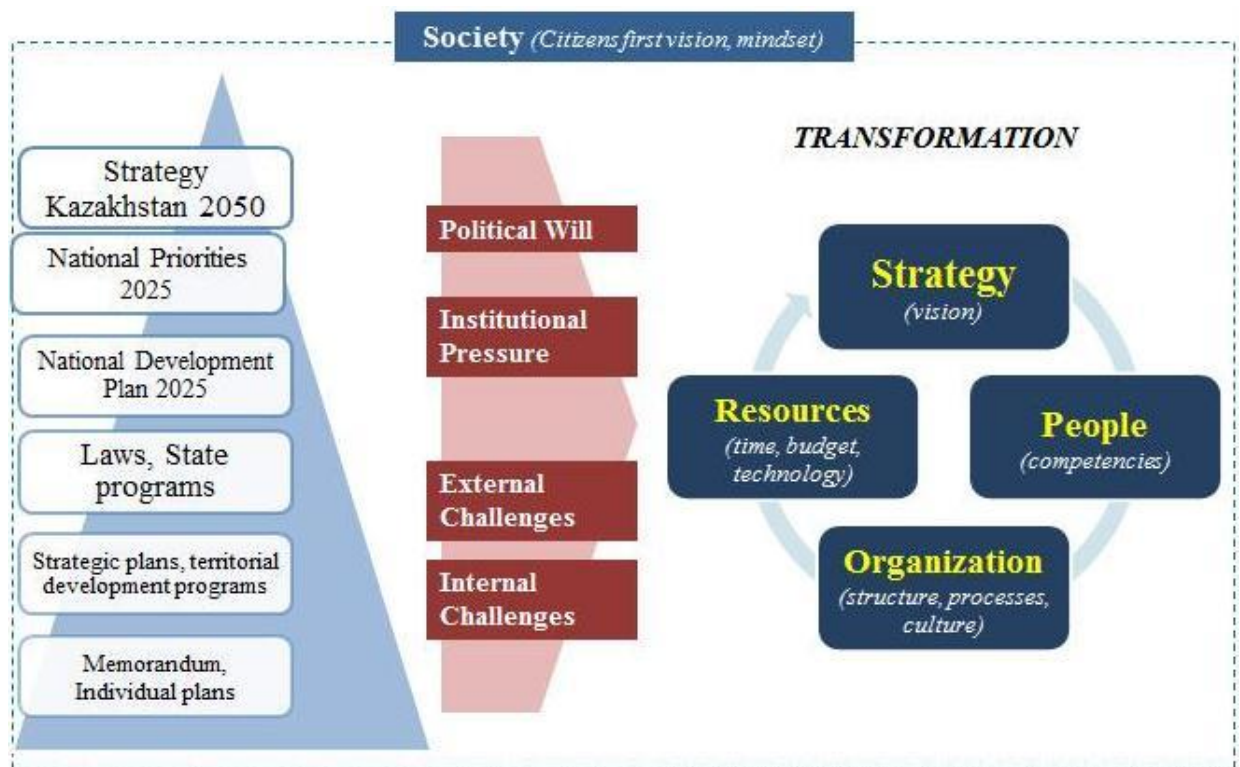 Society (Citizens first vision, mindset)
Strategy
Kazakhstan 2050
National Priorities
2025
National Development
Plan 2025
Laws, State
programs
Strategic plans, territorial
development programs
Memorandum,
Individual plans
Political Will
Institutional
Pressure
External
Challenges
Internal
Challenges
TRANSFORMATION
Strategy
(vision)
Resources
(time, budget,
technology)
People
(competencies)
Organization
(structure, processes,
culture)